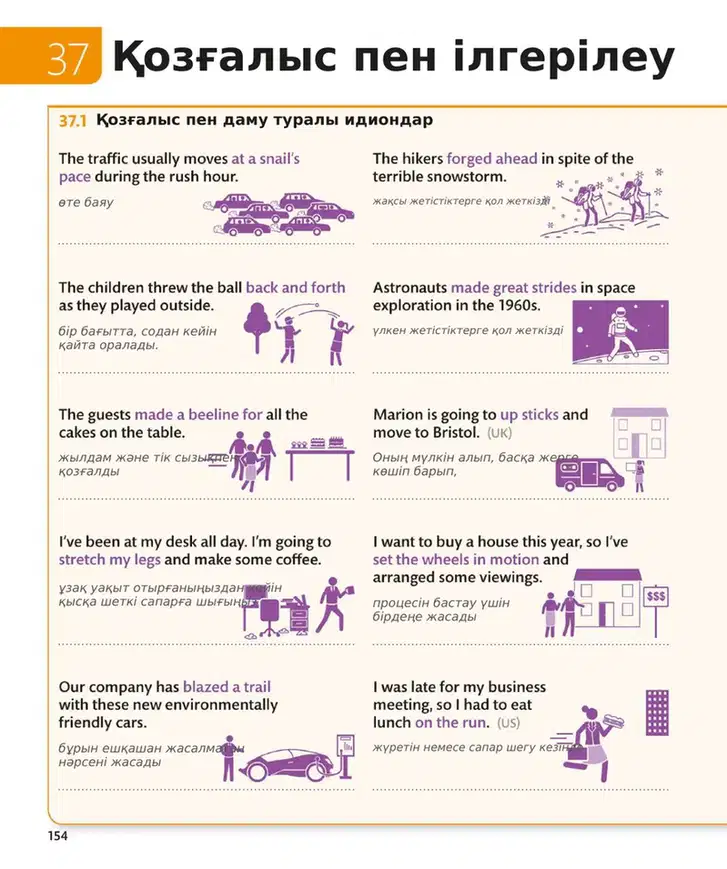 37 Қозғалыс пен ілгерілеу
37.1 Қозғалыс пен даму туралы идиондар
The traffic usually moves at a snail's
pace during the rush hour.
өте баяу
The hikers forged ahead in spite of the
terrible snowstorm.
жақсы жетістіктерге қол жеткізді
The children threw the ball back and forth
as they played outside.
бір бағытта, содан кейін
қайта оралады.
Astronauts made great strides in space
exploration in the 1960s.
үлкен жетістіктерге қол жеткізді
The guests made a beeline for all the
cakes on the table.
жылдам және тік сызықпен
қозғалды
Marion is going to up sticks and
move to Bristol. (UK)
Оның мүлкін алып, басқа жерге
көшіп барып,
I've been at my desk all day. I'm going to
stretch my legs and make some coffee.
ұзақ уақыт отырғаныңыздан кейін
қысқа шеткі сапарға шығыңыз
I want to buy a house this year, so I've
set the wheels in motion and
arranged some viewings.
процесін бастау үшін
бірдеңе жасады
$$$
Our company has blazed a trail
with these new environmentally
friendly cars.
бұрын ешқашан жасалмаған
нәрсені жасады
I was late for my business
meeting, so I had to eat
lunch on the run. (US)
жүретін немесе сапар шегу кезінде
154